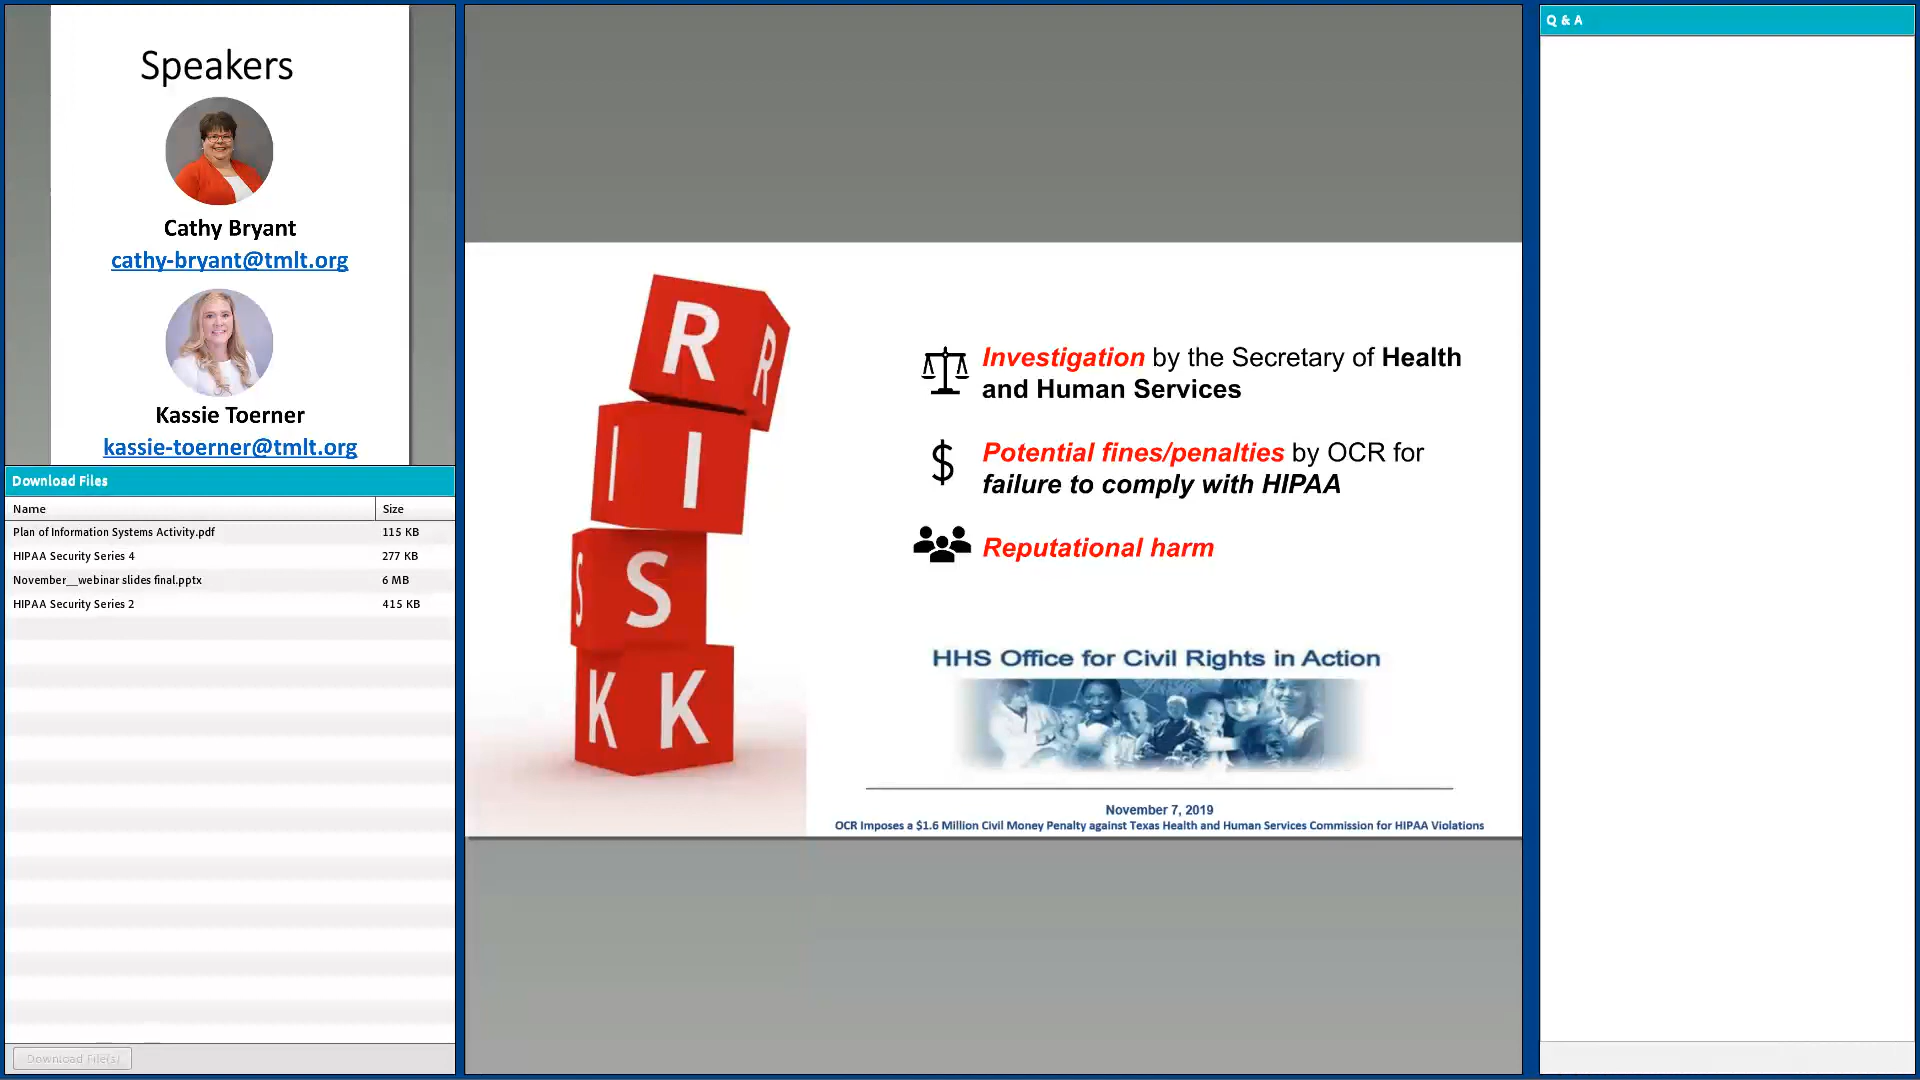 Speakers
Cathy Bryant
cathy-bryant@tmlt.org
Kassie Toerner
kassie-toerner@tmlt.org
Download Files
Name Size
Plan of Information Systems Activity.pdf 115 KB
HIPAA Security Series 4 277 KB
November__webinar slides final.pptx 6 MB
HIPAA Security Series 2 415 KB
Download File(s)
R R
I I
S S
K K
Investigation by the Secretary of Health
and Human Services
$ Potential fines/penalties by OCR for
failure to comply with HIPAA
Reputational harm
HHS Office for Civil Rights in Action
November 7, 2019
OCR Imposes a $1.6 Million Civil Money Penalty against Texas Health and Human Services Commission for HIPAA Violations
Q & A